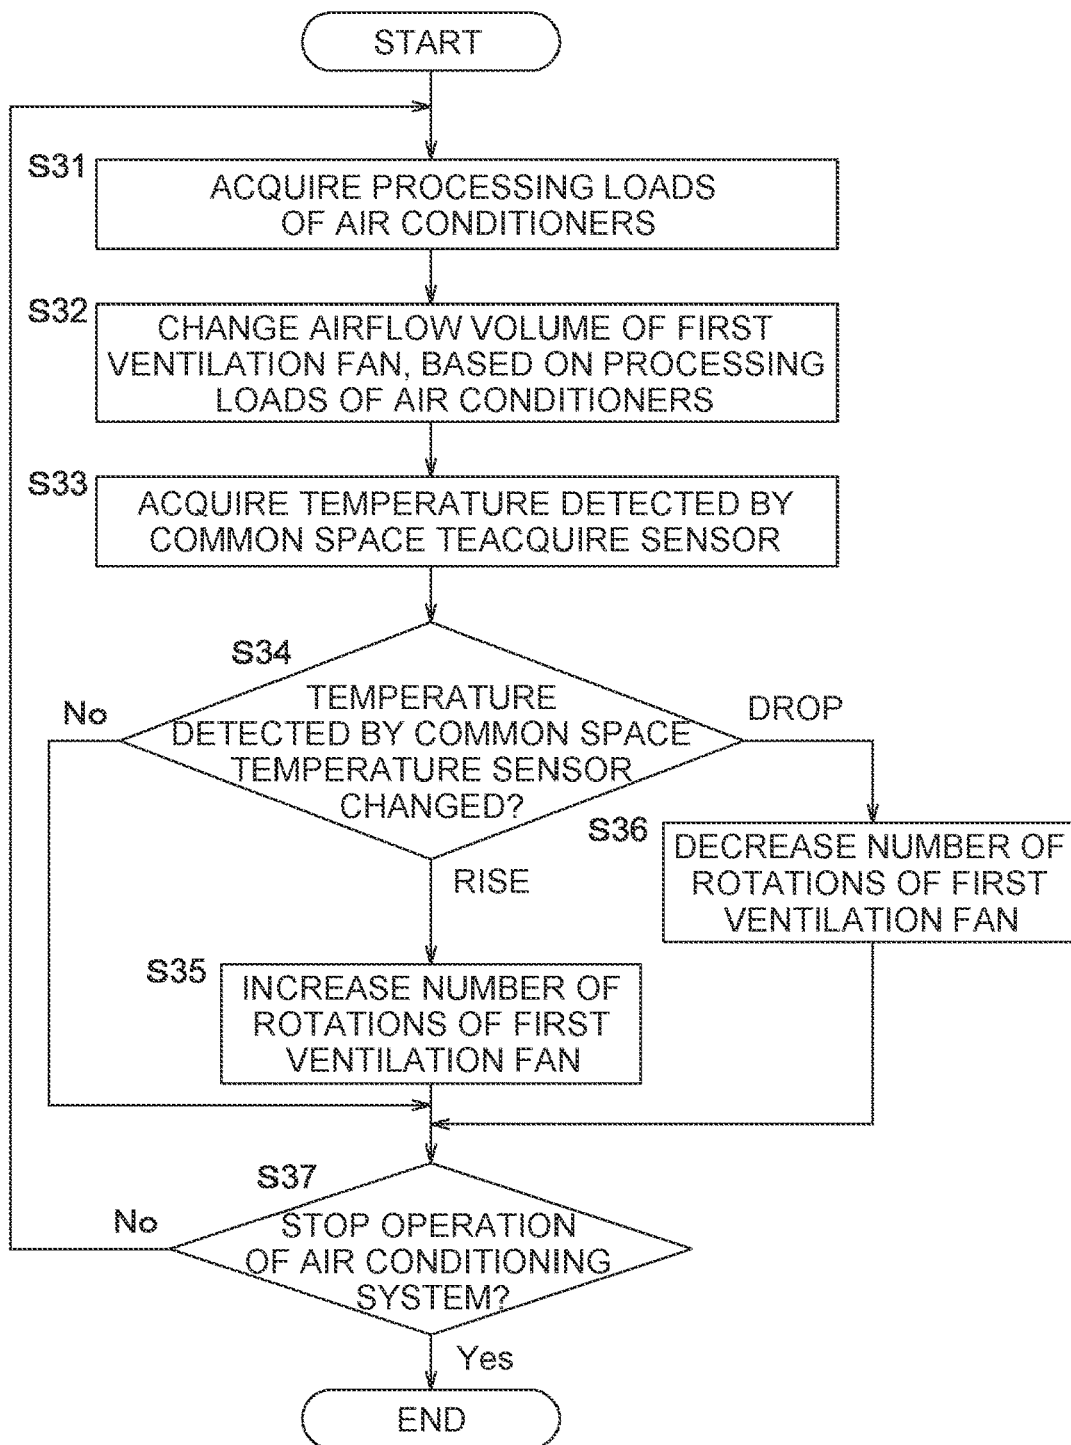 START
S31
ACQUIRE PROCESSING LOADS
OF AIR CONDITIONERS
S32
CHANGE AIRFLOW VOLUME OF FIRST
VENTILATION FAN, BASED ON PROCESSING
LOADS OF AIR CONDITIONERS
S33
ACQUIRE TEMPERATURE DETECTED BY
COMMON SPACE TEACQUIRE SENSOR
S34
TEMPERATURE
DETECTED BY COMMON SPACE
TEMPERATURE SENSOR
CHANGED?
No
DROP
RISE
S36
DECREASE NUMBER OF
ROTATIONS OF FIRST
VENTILATION FAN
S35
INCREASE NUMBER OF
ROTATIONS OF FIRST
VENTILATION FAN
S37
STOP OPERATION
OF AIR CONDITIONING
SYSTEM?
No
Yes
END